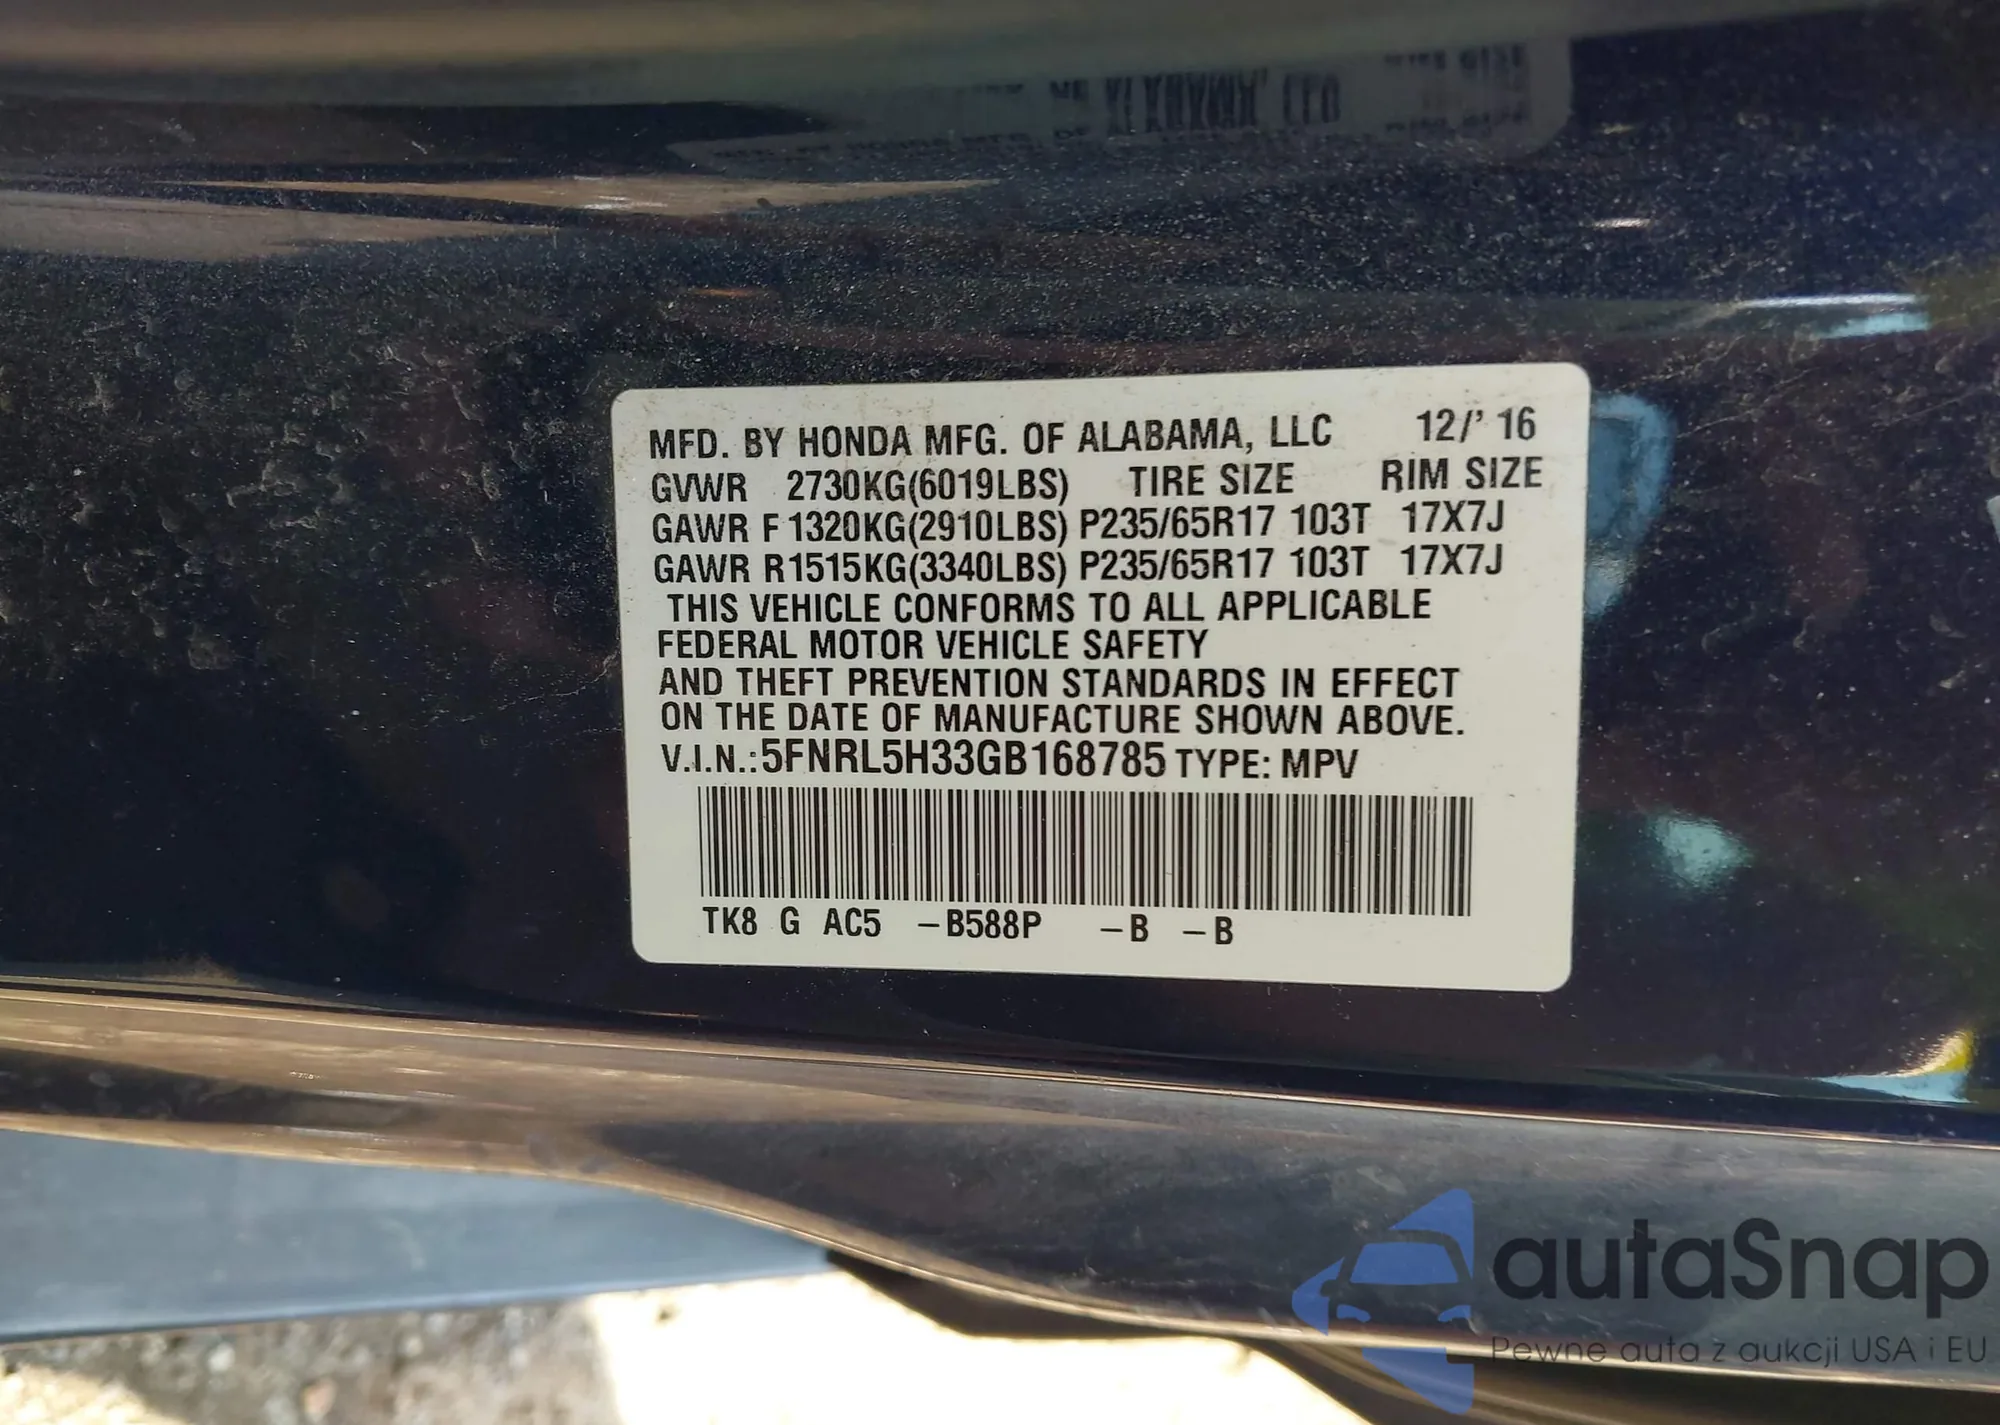 MFD. BY HONDA MFG. OF ALABAMA, LLC 12/' 16
GVWR 2730KG(6019LBS) TIRE SIZE RIM SIZE
GAWR F 1320KG(2910LBS) P235/65R17 103T 17X7J
GAWR R1515KG(3340LBS) P235/65R17 103T 17X7J
THIS VEHICLE CONFORMS TO ALL APPLICABLE
FEDERAL MOTOR VEHICLE SAFETY
AND THEFT PREVENTION STANDARDS IN EFFECT
ON THE DATE OF MANUFACTURE SHOWN ABOVE.
V.I.N.:5FNRL5H33GB168785 TYPE: MPV
TK8 G AC5 -B588P -B -B
autaSnap
Pewne auta z aukcji USA i EU